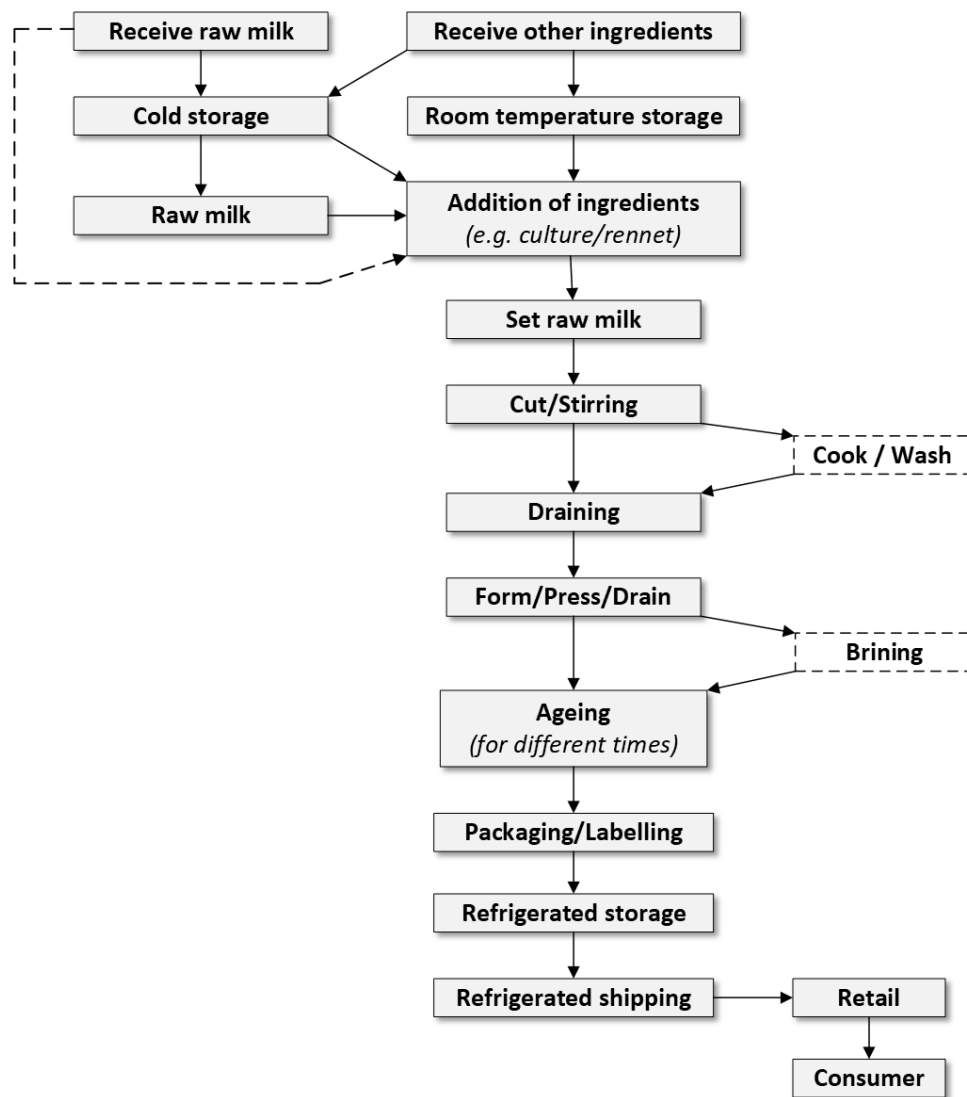 Receive raw milk
Receive other ingredients
Cold storage
Room temperature storage
Raw milk
Addition of ingredients
(e.g. culture/rennet)
Set raw milk
Cut/Stirring
Cook / Wash
Draining
Form/Press/Drain
Brining
Ageing
(for different times)
Packaging/Labelling
Refrigerated storage
Refrigerated shipping
Retail
Consumer